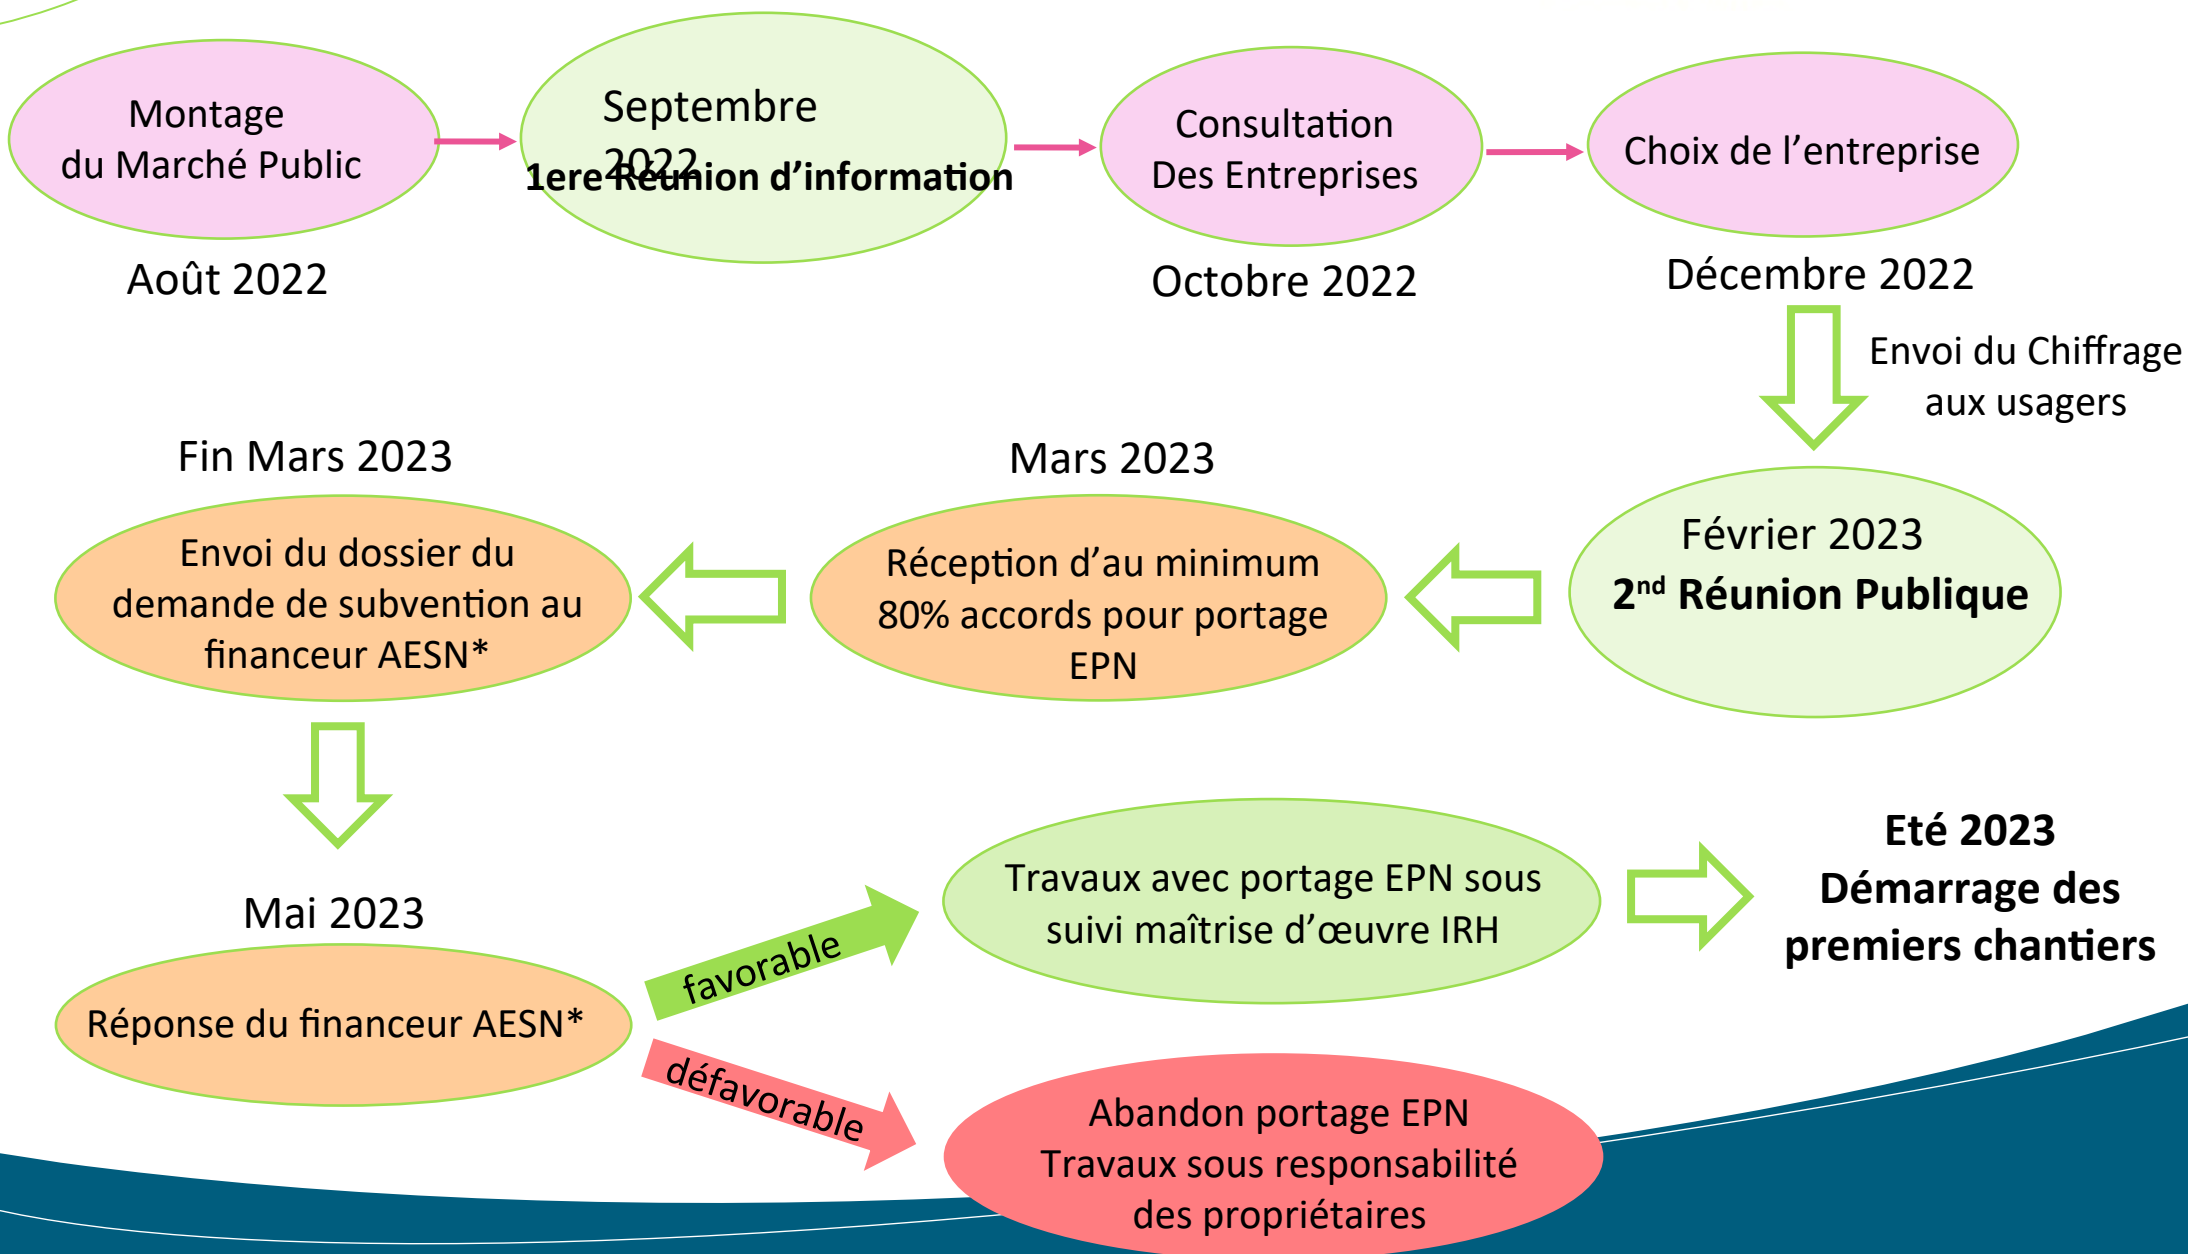 Montage
du Marché Public
Août 2022
Septembre
2022
1ere Réunion d’information
Consultation
Des Entreprises
Octobre 2022
Choix de l’entreprise
Décembre 2022
Envoi du Chiffrage
aux usagers
Février 2023
2nd Réunion Publique
Mars 2023
Réception d’au minimum
80% accords pour portage
EPN
Fin Mars 2023
Envoi du dossier du
demande de subvention au
financeur AESN*
Mai 2023
Réponse du financeur AESN*
favorable
Travaux avec portage EPN sous
suivi maîtrise d’œuvre IRH
Eté 2023
Démarrage des
premiers chantiers
défavorable
Abandon portage EPN
Travaux sous responsabilité
des propriétaires